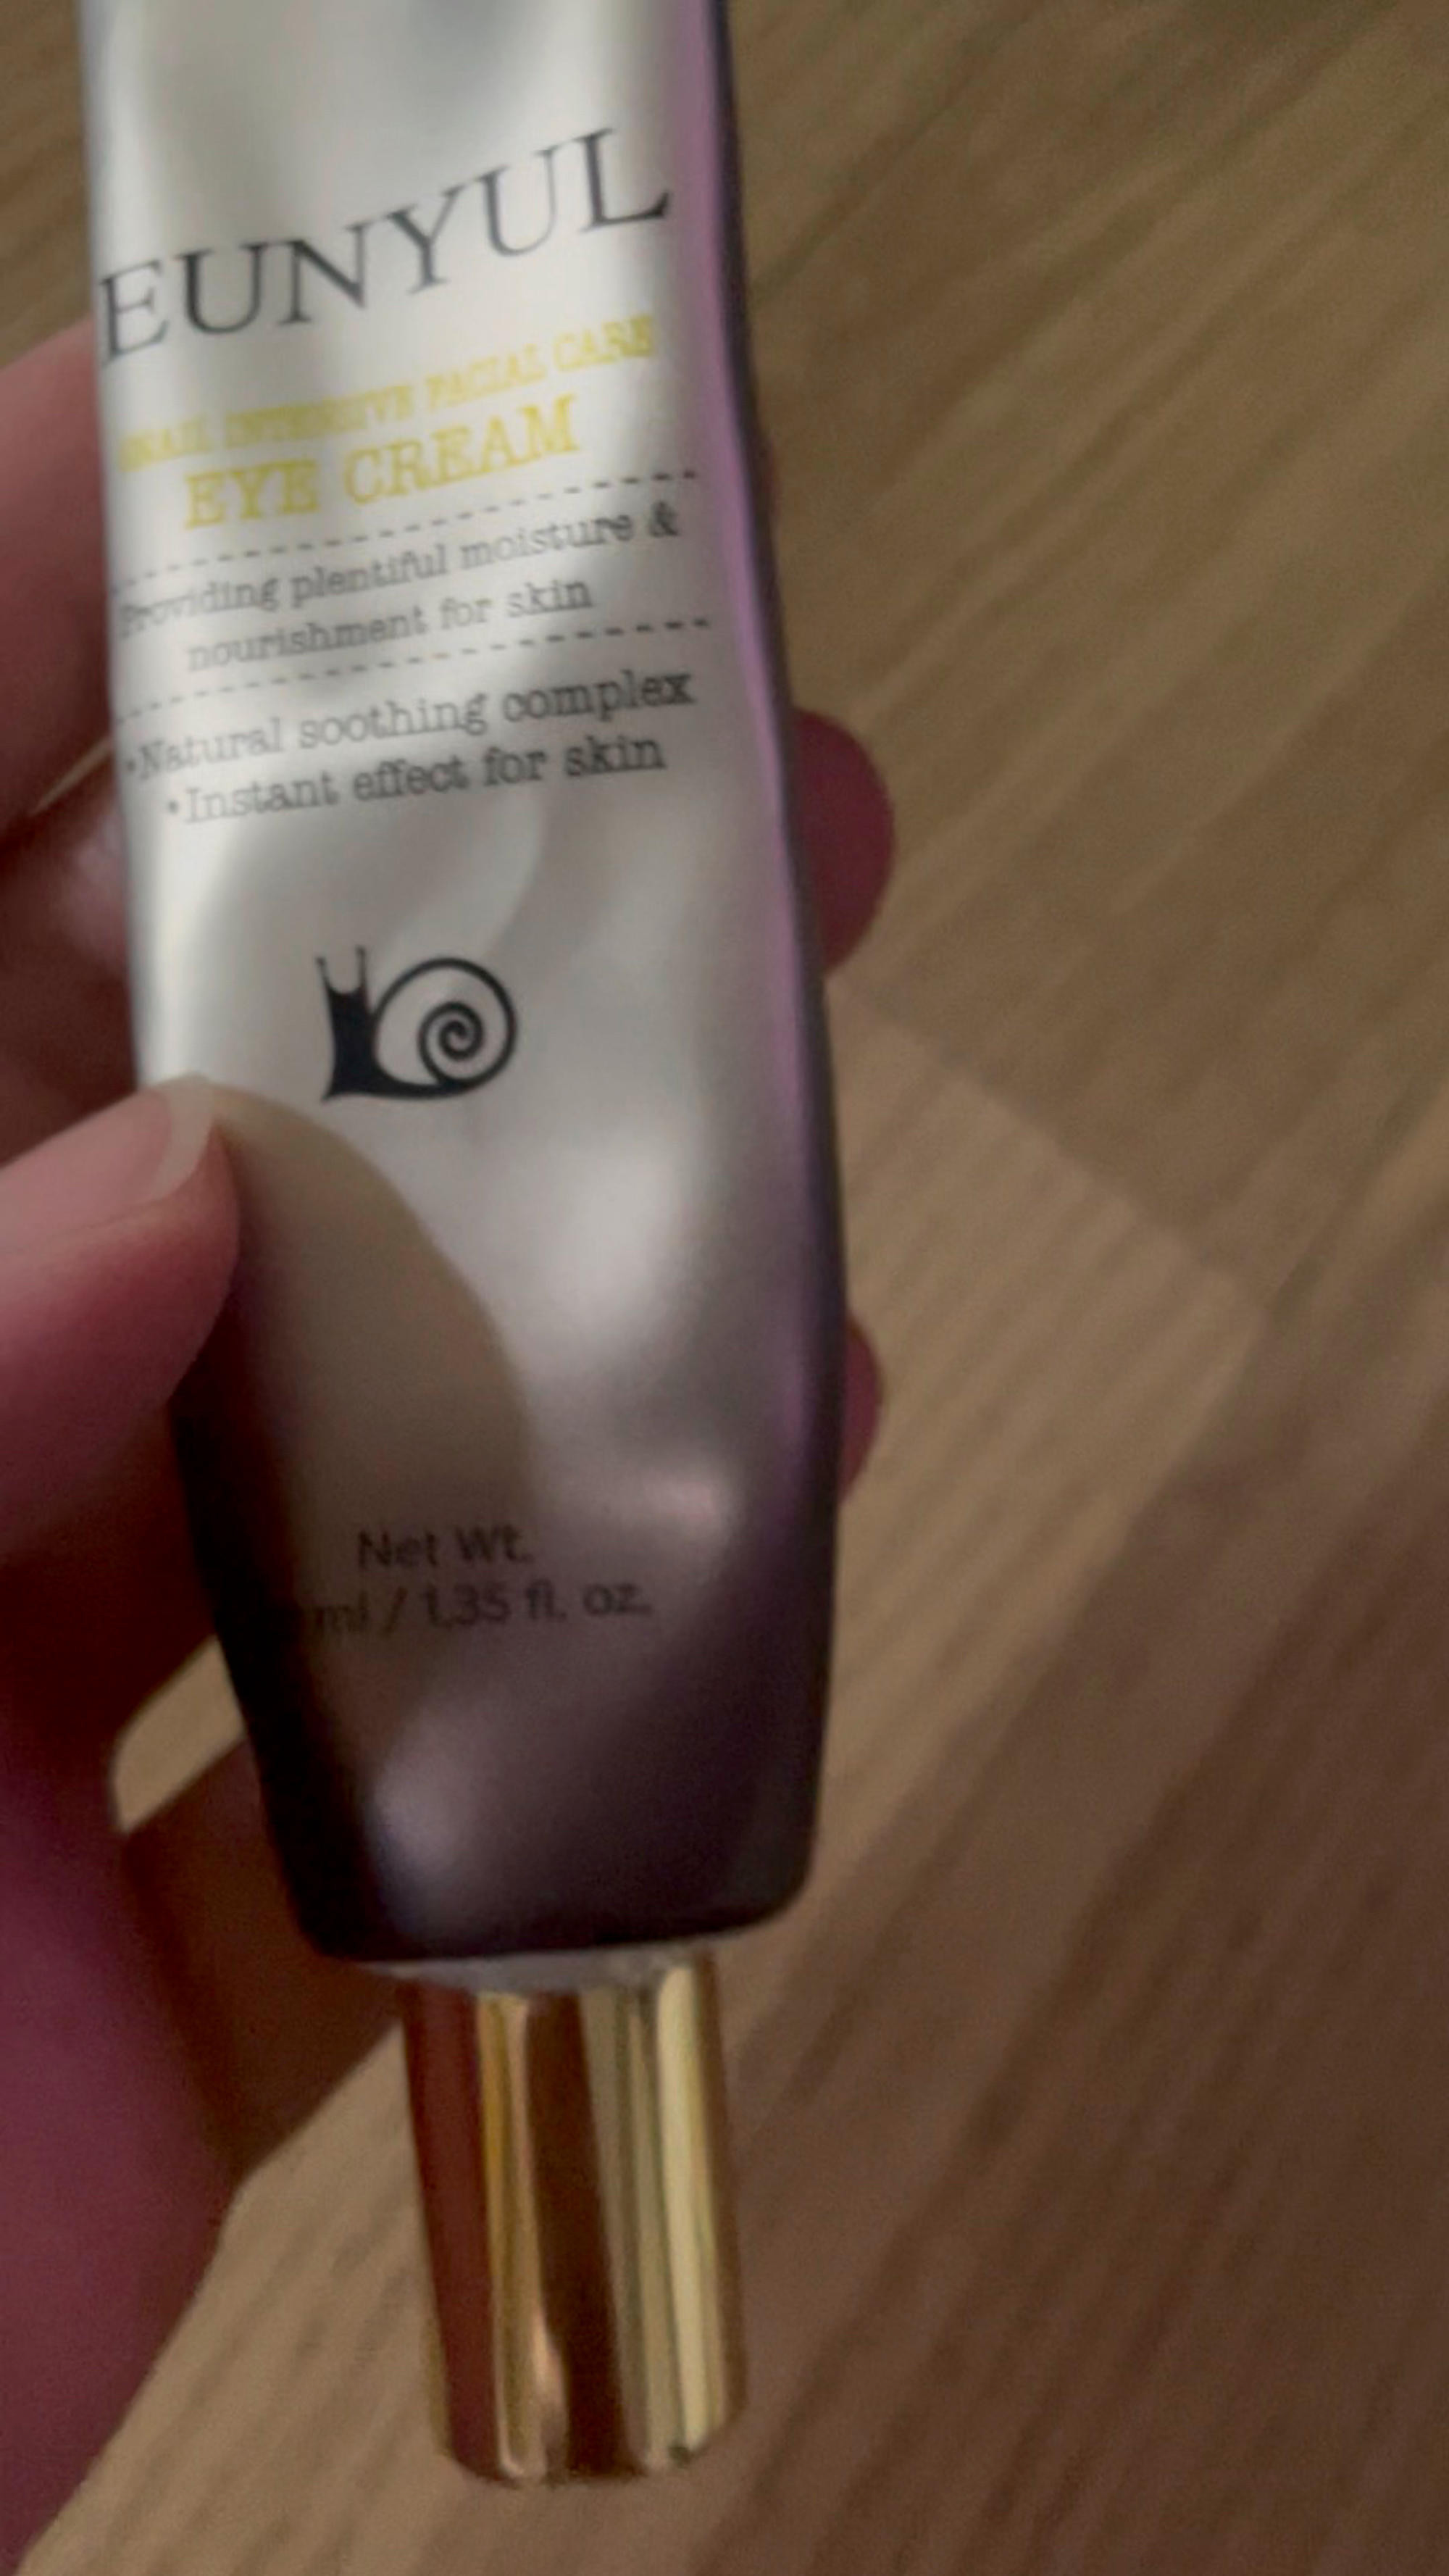 EUNYUL
SNAIL INTENSIVE FACIAL CARE
EYE CREAM
Providing plentiful moisture &
nourishment for skin
•Natural soothing complex
•Instant effect for skin
Net Wt.
ml / 1.35 fl. oz.